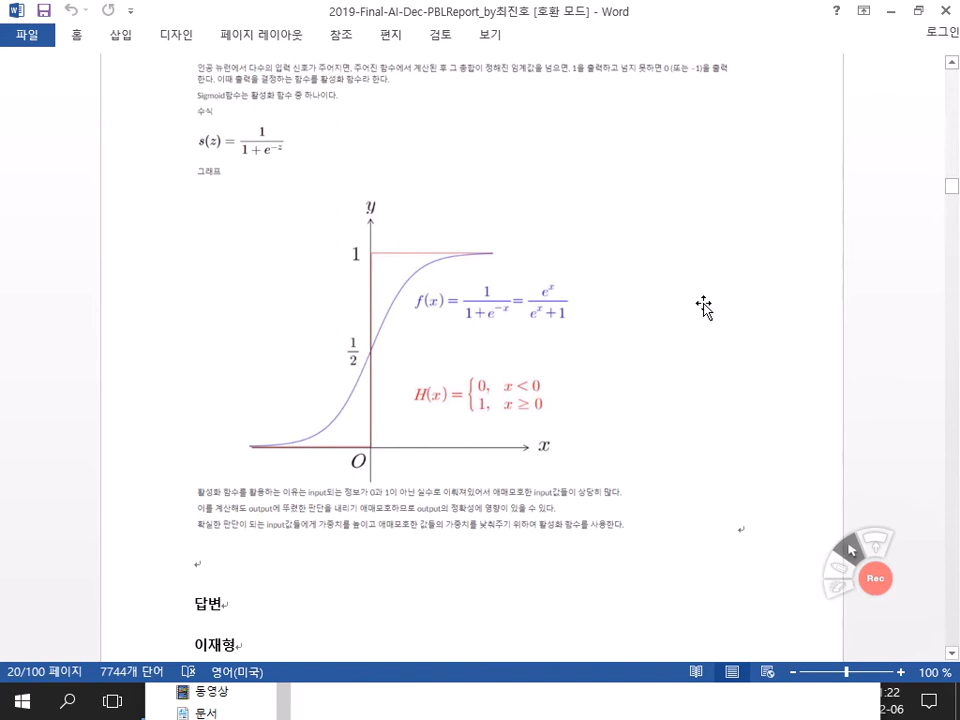 2019-Final-AI-Dec-PBLReport_by최진호 [호환 모드] - Word
파일 홈 삽입 디자인 페이지 레이아웃 참조 편지 검토 보기
로그인
인공 뉴런에서 다수의 입력 신호가 주어지면, 주어진 함수에서 계산된 후 그 총합이 정해진 임계값을 넘으면, 1을 출력하고 넘지 못하면 0 (또는 -1)을 출력
한다. 이때 출력을 결정하는 함수를 활성화 함수라 한다.
Sigmoid함수는 활성화 함수 중 하나이다.
수식
s(z) = 1 / (1 + e^{-z})
그래프
y
1
f(x) = 1 / (1+e^{-x}) = e^x / (e^x+1)
1/2
H(x) = { 0, x < 0
1, x ≥ 0
x
O
활성화 함수를 활용하는 이유는 input되는 정보가 0과 1이 아닌 실수로 이뤄져있어서 애매모호한 input값들이 상당히 많다.
이를 계산해도 output에 뚜렷한 판단을 내리기 애매모호하므로 output의 정확성에 영향이 있을 수 있다.
확실한 판단이 되는 input값들에게 가중치를 높이고 애매모호한 값들의 가중치를 낮춰주기 위하여 활성화 함수를 사용한다.
Rec
답변
이재형
20/100 페이지 7744개 단어 영어(미국) 100 %
동영상
문서
1:22
2-06